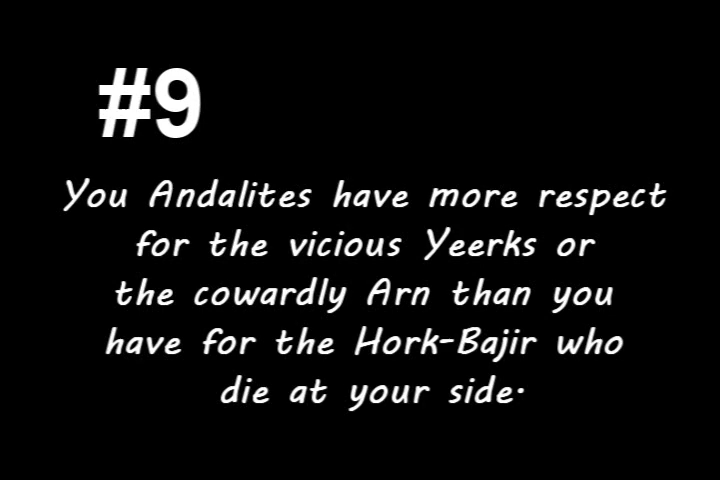 #9
You Andalites have more respect
for the vicious Yeerks or
the cowardly Arn than you
have for the Hork-Bajir who
die at your side.